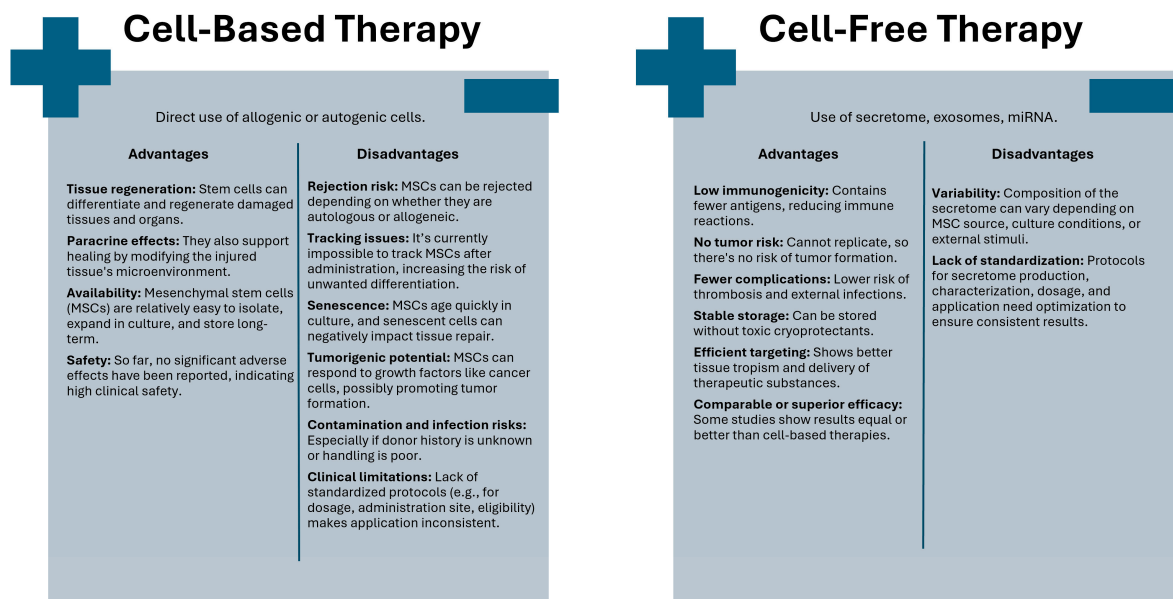 Cell-Based Therapy
Direct use of allogenic or autogenic cells.
Advantages
Tissue regeneration: Stem cells can
differentiate and regenerate damaged
tissues and organs.
Paracrine effects: They also support
healing by modifying the injured
tissue's microenvironment.
Availability: Mesenchymal stem cells
(MSCs) are relatively easy to isolate,
expand in culture, and store long-
term.
Safety: So far, no significant adverse
effects have been reported, indicating
high clinical safety.
Disadvantages
Rejection risk: MSCs can be rejected
depending on whether they are
autologous or allogeneic.
Tracking issues: It's currently
impossible to track MSCs after
administration, increasing the risk of
unwanted differentiation.
Senescence: MSCs age quickly in
culture, and senescent cells can
negatively impact tissue repair.
Tumorigenic potential: MSCs can
respond to growth factors like cancer
cells, possibly promoting tumor
formation.
Contamination and infection risks:
Especially if donor history is unknown
or handling is poor.
Clinical limitations: Lack of
standardized protocols (e.g., for
dosage, administration site, eligibility)
makes application inconsistent.
Cell-Free Therapy
Use of secretome, exosomes, miRNA.
Advantages
Low immunogenicity: Contains
fewer antigens, reducing immune
reactions.
No tumor risk: Cannot replicate, so
there's no risk of tumor formation.
Fewer complications: Lower risk of
thrombosis and external infections.
Stable storage: Can be stored
without toxic cryoprotectants.
Efficient targeting: Shows better
tissue tropism and delivery of
therapeutic substances.
Comparable or superior efficacy:
Some studies show results equal or
better than cell-based therapies.
Disadvantages
Variability: Composition of the
secretome can vary depending on
MSC source, culture conditions, or
external stimuli.
Lack of standardization: Protocols
for secretome production,
characterization, dosage, and
application need optimization to
ensure consistent results.